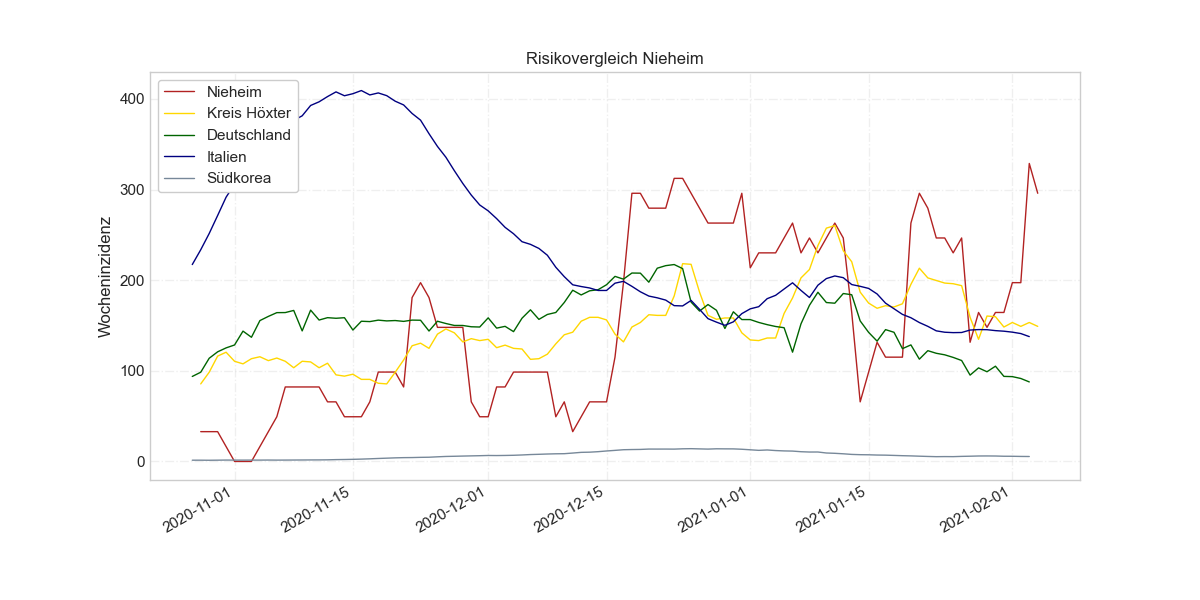 Risikovergleich Nieheim
Wocheninzidenz
400
300
200
100
0
Nieheim
Kreis Höxter
Deutschland
Italien
Südkorea
2020-11-01
2020-11-15
2020-12-01
2020-12-15
2021-01-01
2021-01-15
2021-02-01